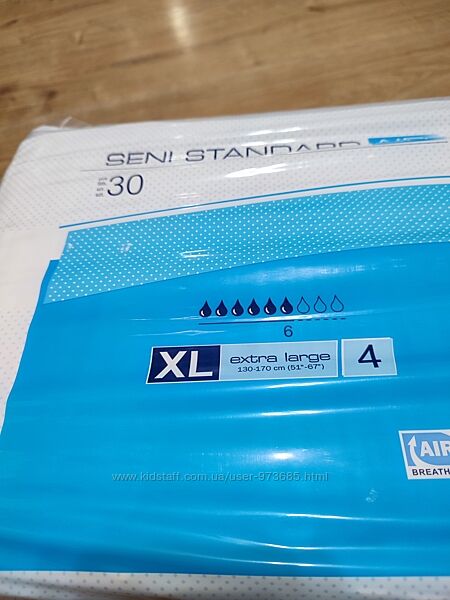 SENI STANDARD AIR
30
6
XL extra large 4
130-170 cm (51"-67")
www.kidstaff.com.ua/user-973685.html
AIR
BREATH